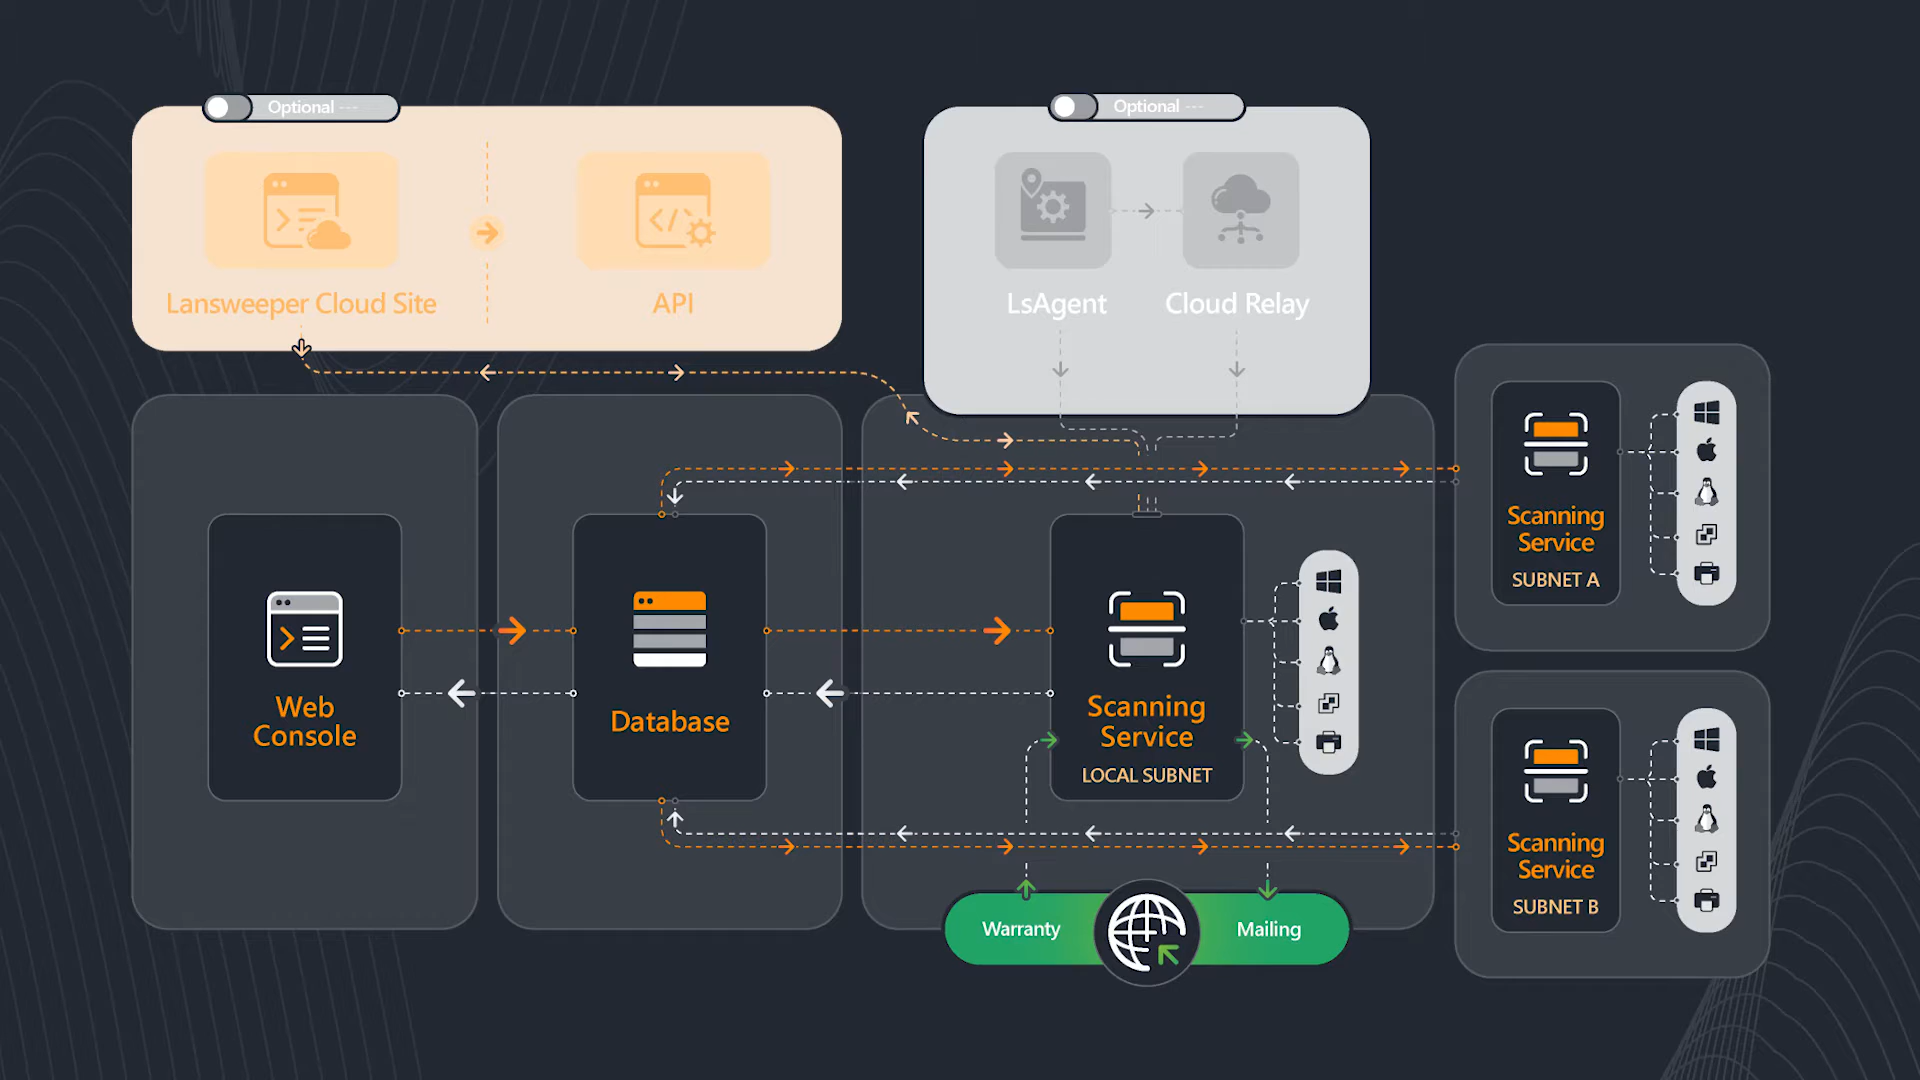 Optional ---
Lansweeper Cloud Site
API
Optional ---
LsAgent
Cloud Relay
Web
Console
Database
Scanning
Service
LOCAL SUBNET
Scanning
Service
SUBNET A
Scanning
Service
SUBNET B
Warranty
Mailing